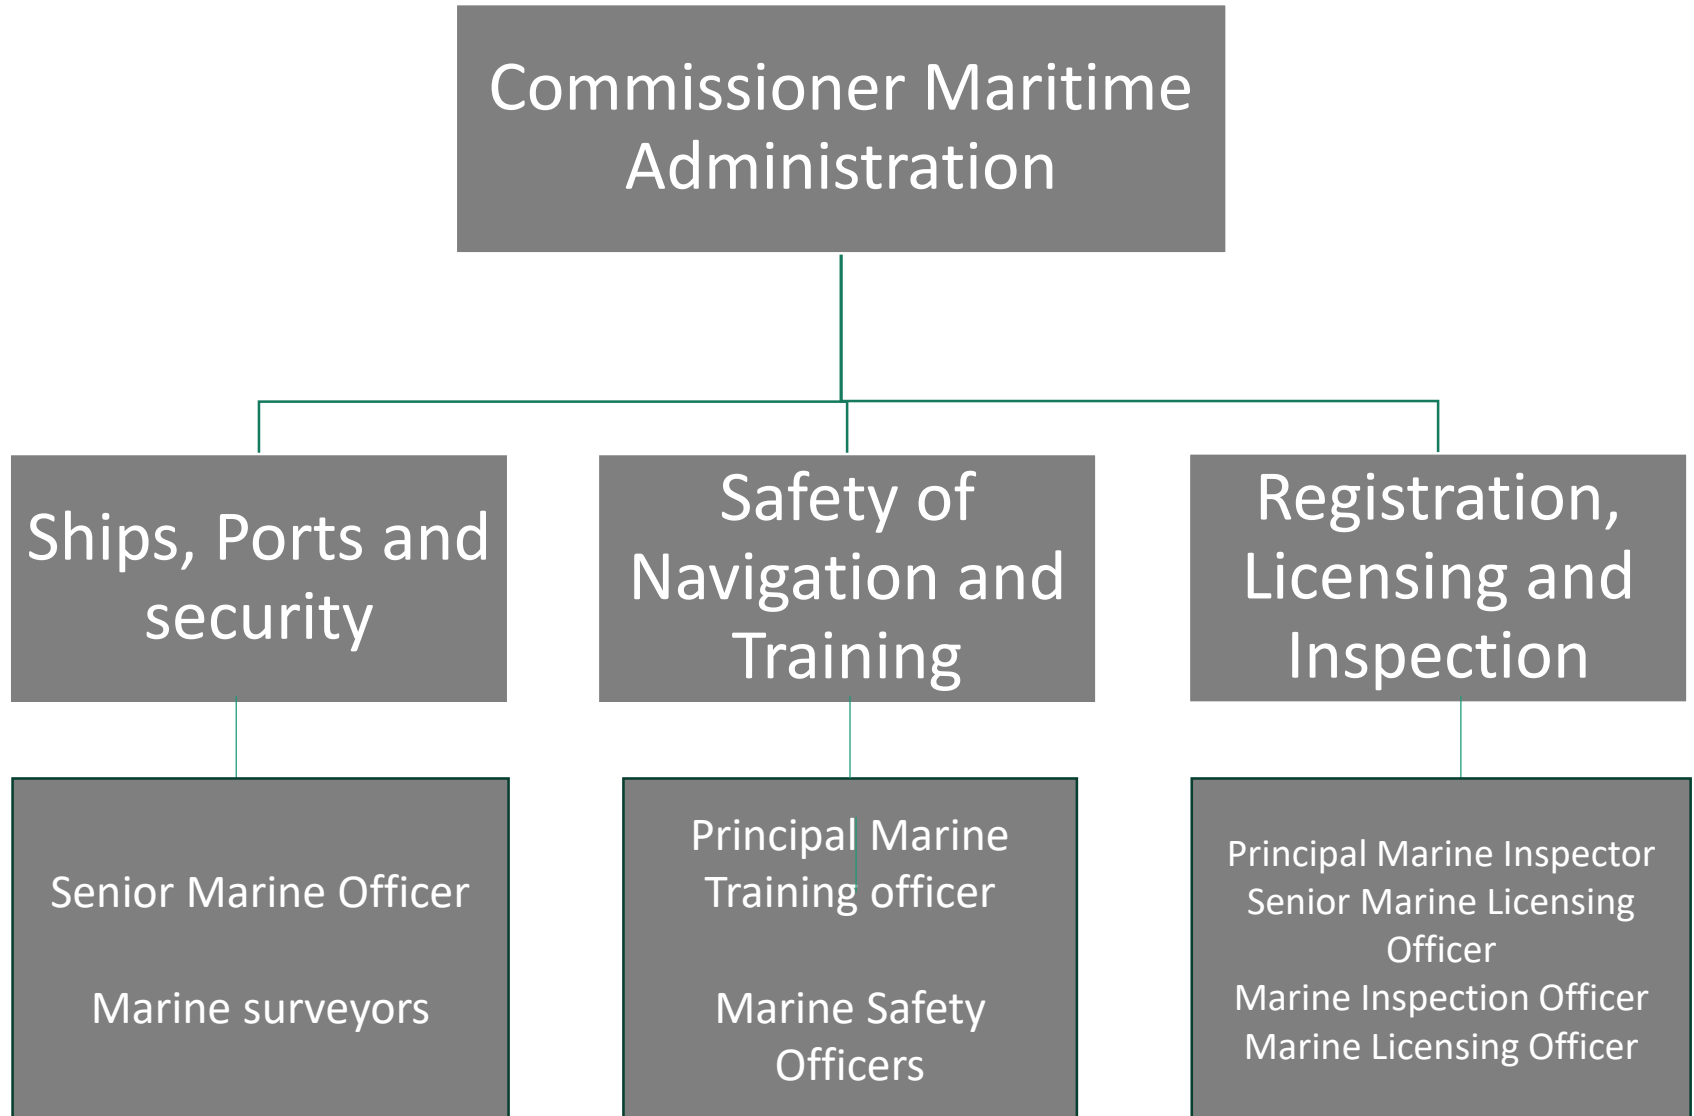 Commissioner Maritime
Administration
Ships, Ports and
security
Safety of
Navigation and
Training
Registration,
Licensing and
Inspection
Senior Marine Officer
Marine surveyors
Principal Marine
Training officer
Marine Safety
Officers
Principal Marine Inspector
Senior Marine Licensing
Officer
Marine Inspection Officer
Marine Licensing Officer